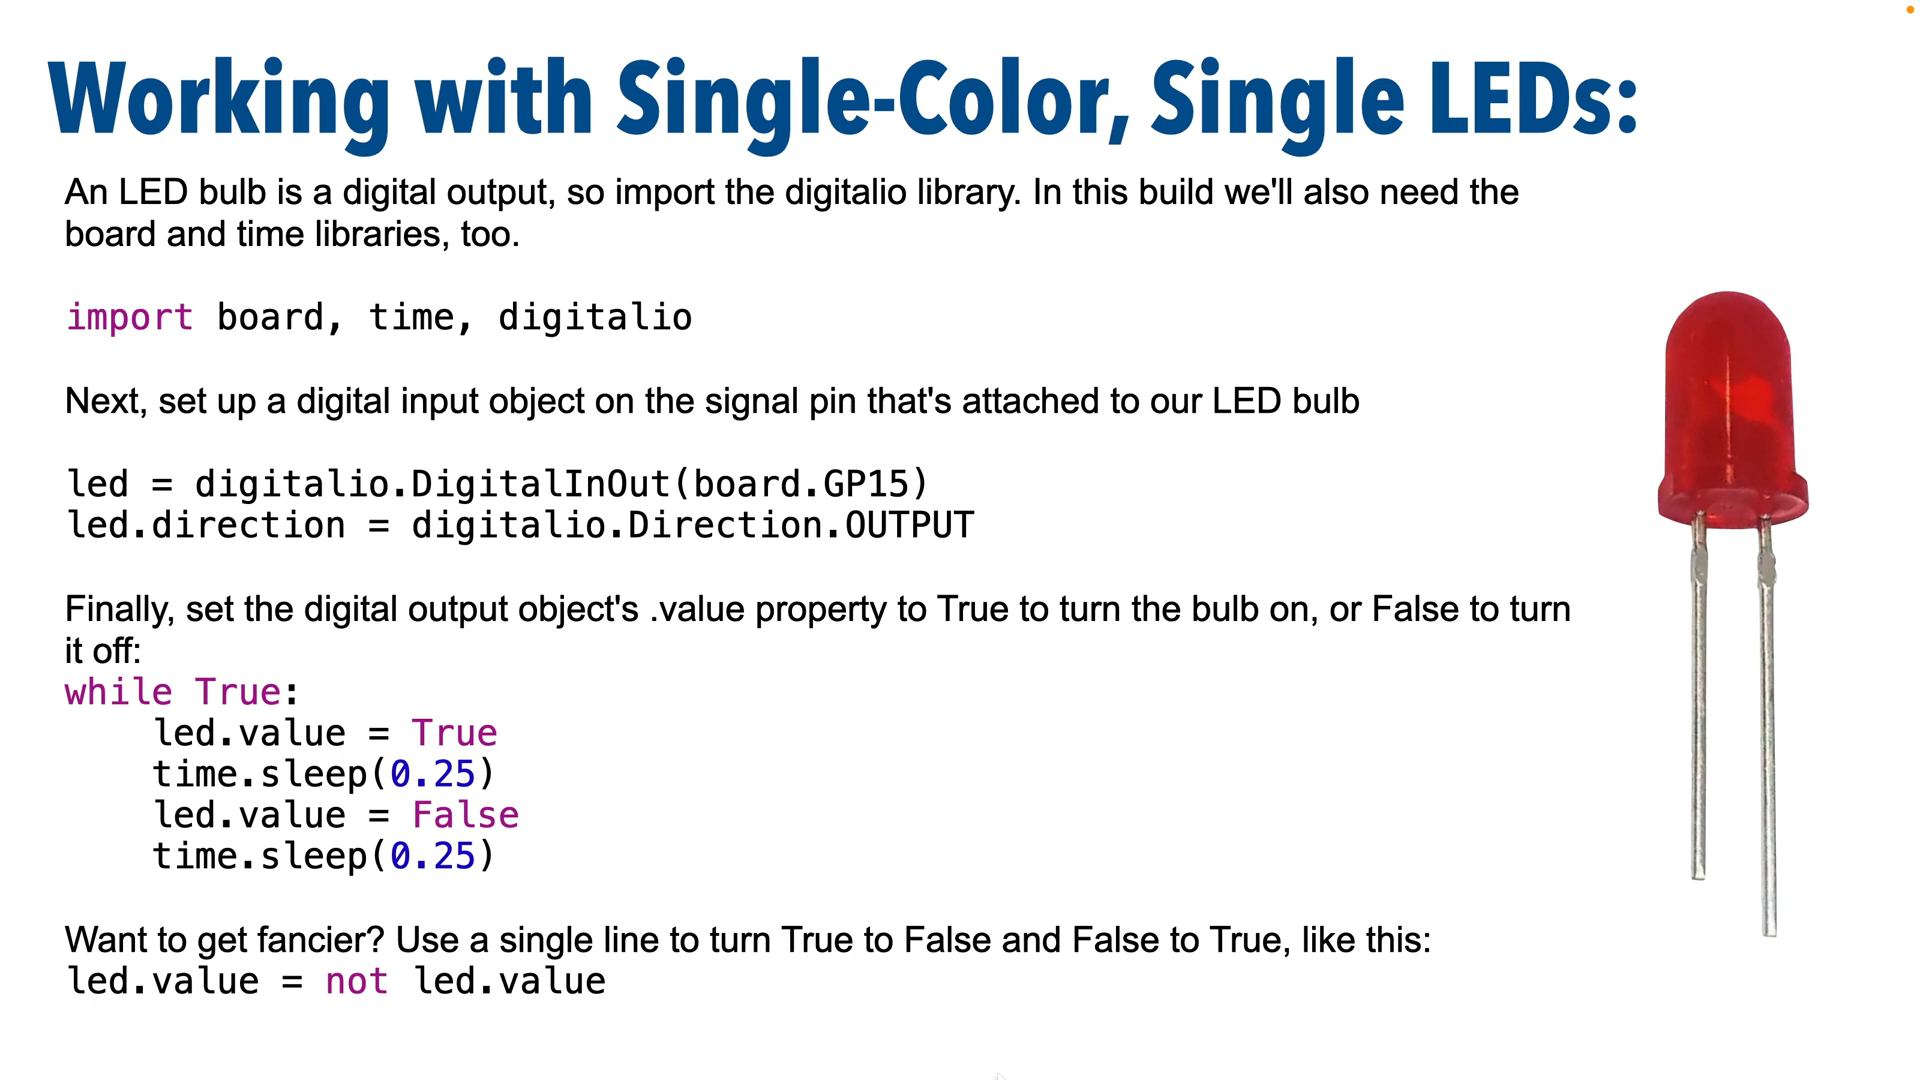 Working with Single-Color, Single LEDs:
An LED bulb is a digital output, so import the digitalio library. In this build we'll also need the
board and time libraries, too.
import board, time, digitalio
Next, set up a digital input object on the signal pin that's attached to our LED bulb
led = digitalio.DigitalInOut(board.GP15)
led.direction = digitalio.Direction.OUTPUT
Finally, set the digital output object's .value property to True to turn the bulb on, or False to turn
it off:
while True:
    led.value = True
    time.sleep(0.25)
    led.value = False
    time.sleep(0.25)
Want to get fancier? Use a single line to turn True to False and False to True, like this:
led.value = not led.value